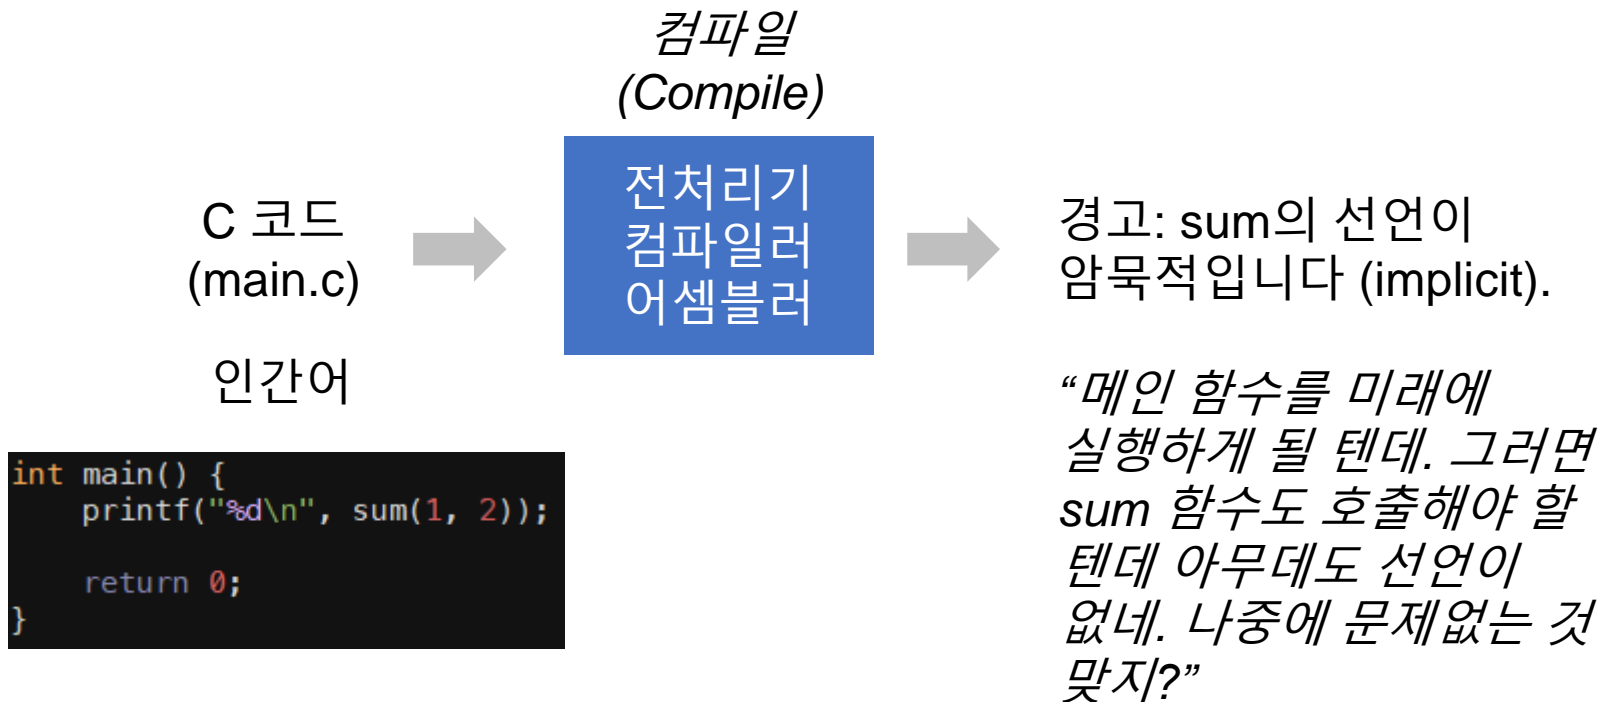 컴파일
(Compile)
C 코드
(main.c)
인간어
전처리기
컴파일러
어셈블러
경고: sum의 선언이
암묵적입니다 (implicit).
“메인 함수를 미래에
실행하게 될 텐데. 그러면
sum 함수도 호출해야 할
텐데 아무데도 선언이
없네. 나중에 문제없는 것
맞지?”
int main() {
    printf("%d\n", sum(1, 2));
    return 0;
}